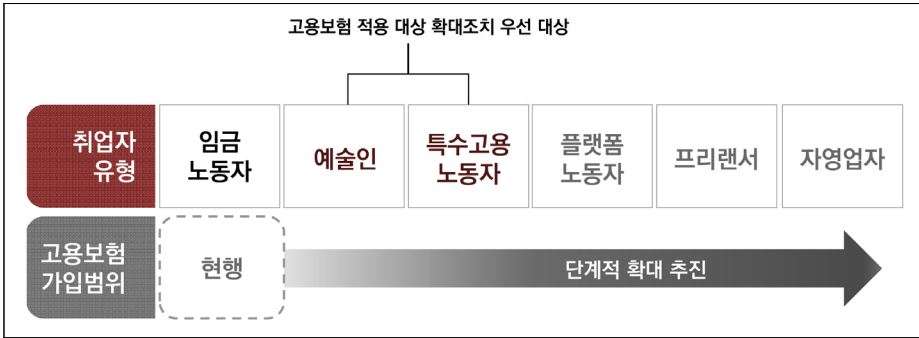 고용보험 적용 대상 확대조치 우선 대상
취업자
유형
임금
노동자
예술인
특수고용
노동자
플랫폼
노동자
프리랜서
자영업자
고용보험
가입범위
현행
단계적 확대 추진